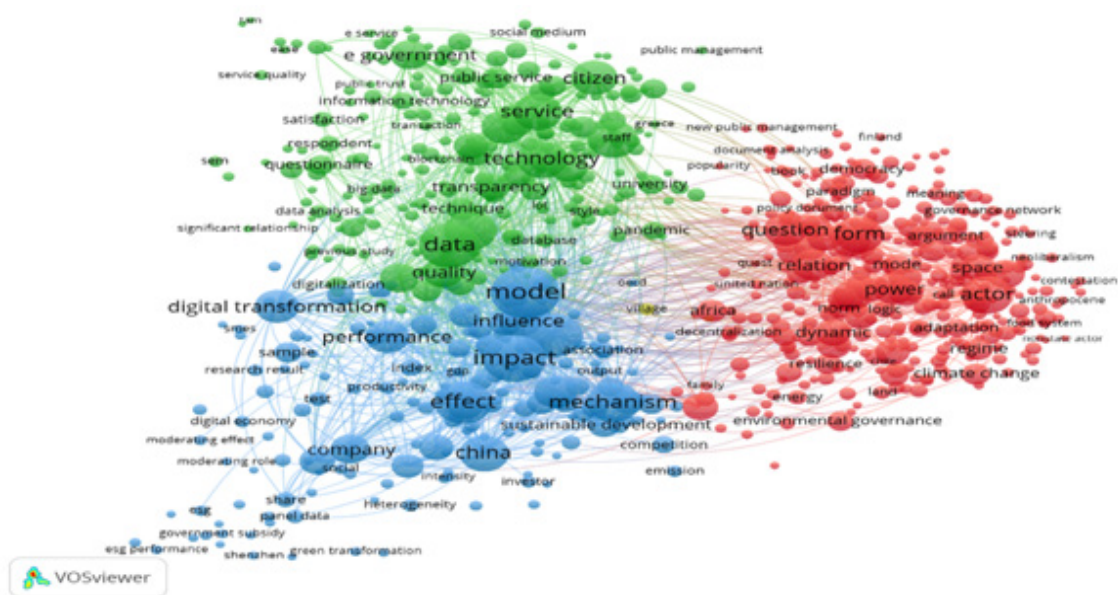 e service
social medium
ease
e government
public management
service quality
public service
citizen
public trust
information technology
service
satisfaction
transaction
greece
new public management
respondent
staff
finland
sem
questionnaire
blockchain
technology
document analysis
popularity
book
democracy
big data
transparency
university
paradigm
meaning
data analysis
technique
iot
style
policy document
governance network
significant relationship
pandemic
question
form
argument
steering
previous study
data
database
neoliberalism
quality
motivation
relation
mode
space
digitalization
model
oecd
united nation
power
call
actor
contestation
digital transformation
village
africa
norm
logic
anthropocene
smes
performance
influence
decentralization
dynamic
adaptation
food system
sample
impact
association
regime
non state actor
research result
index
gdp
output
resilience
climate change
productivity
family
land
test
effect
mechanism
energy
digital economy
sustainable development
environmental governance
moderating effect
company
china
competition
moderating role
social
intensity
investor
emission
share
heterogeneity
esg
panel data
government subsidy
esg performance
shenzhen
green transformation
VOSviewer